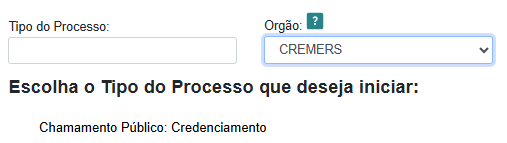 Tipo do Processo:
Orgão: ?
CREMERS
Escolha o Tipo do Processo que deseja iniciar:
Chamamento Público: Credenciamento